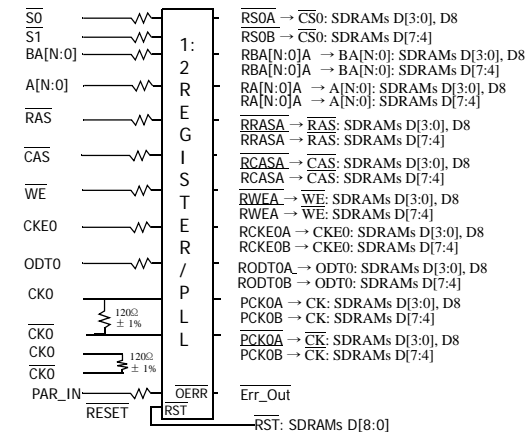 S0
S1
BA[N:0]
A[N:0]
RAS
CAS
WE
CKE0
ODT0
CK0
120Ω
± 1%
CK0
CK0
120Ω
± 1%
CK0
PAR_IN
RESET
1:
2
R
E
G
I
S
T
E
R
/
P
L
L
OERR
RST
RS0A → CS0: SDRAMs D[3:0], D8
RS0B → CS0: SDRAMs D[7:4]
RBA[N:0]A → BA[N:0]: SDRAMs D[3:0], D8
RBA[N:0]A → BA[N:0]: SDRAMs D[7:4]
RA[N:0]A → A[N:0]: SDRAMs D[3:0], D8
RA[N:0]A → A[N:0]: SDRAMs D[7:4]
RRASA → RAS: SDRAMs D[3:0], D8
RRASA → RAS: SDRAMs D[7:4]
RCASA → CAS: SDRAMs D[3:0], D8
RCASA → CAS: SDRAMs D[7:4]
RWEA → WE: SDRAMs D[3:0], D8
RWEA → WE: SDRAMs D[7:4]
RCKE0A → CKE0: SDRAMs D[3:0], D8
RCKE0B → CKE0: SDRAMs D[7:4]
RODT0A → ODT0: SDRAMs D[3:0], D8
RODT0B → ODT0: SDRAMs D[7:4]
PCK0A → CK: SDRAMs D[3:0], D8
PCK0B → CK: SDRAMs D[7:4]
PCK0A → CK: SDRAMs D[3:0], D8
PCK0B → CK: SDRAMs D[7:4]
Err_Out
RST: SDRAMs D[8:0]